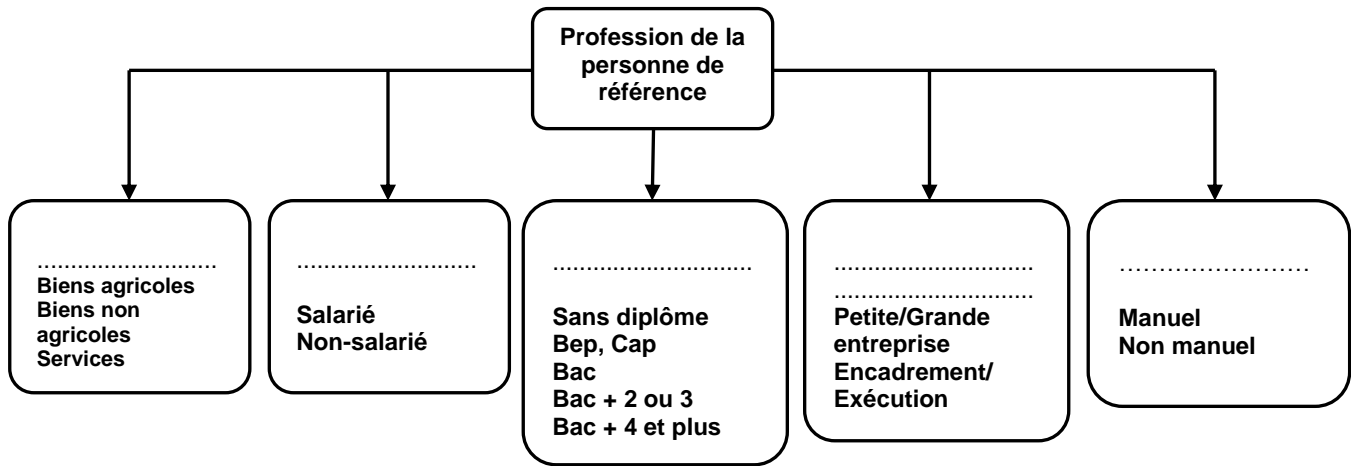 Profession de la
personne de
référence
...........................
Biens agricoles
Biens non
agricoles
Services
...........................
Salarié
Non-salarié
..............................
Sans diplôme
Bep, Cap
Bac
Bac + 2 ou 3
Bac + 4 et plus
..............................
..............................
Petite/Grande
entreprise
Encadrement/
Exécution
..........................
Manuel
Non manuel